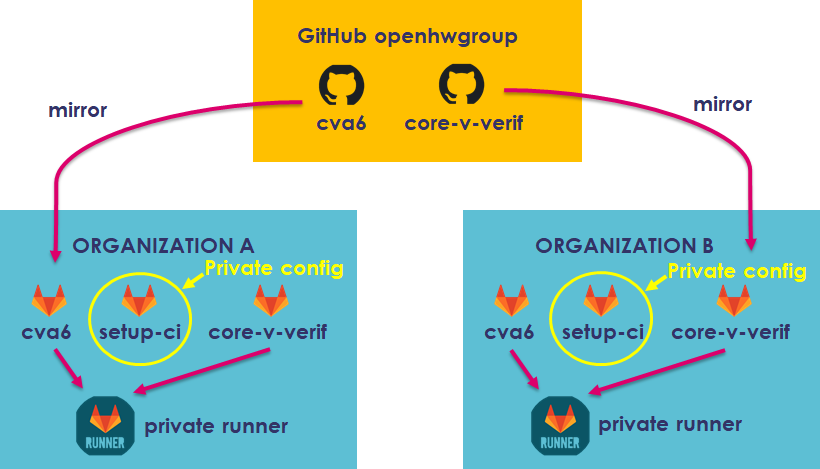 GitHub openhwgroup
cva6
core-v-verif
mirror
mirror
ORGANIZATION A
Private config
cva6
setup-ci
core-v-verif
RUNNER
private runner
ORGANIZATION B
Private config
cva6
setup-ci
core-v-verif
RUNNER
private runner